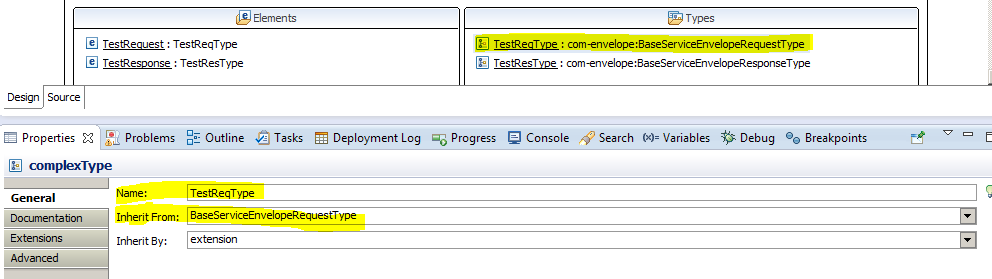 Elements
Types
TestRequest : TestReqType
TestReqType : com-envelope:BaseServiceEnvelopeRequestType
TestResponse : TestResType
TestResType : com-envelope:BaseServiceEnvelopeResponseType
Design Source
Properties Problems Outline Tasks Deployment Log Progress Console Search (x)= Variables Debug Breakpoints
complexType
General
Name: TestReqType
Documentation
Inherit From: BaseServiceEnvelopeRequestType
Extensions
Inherit By: extension
Advanced